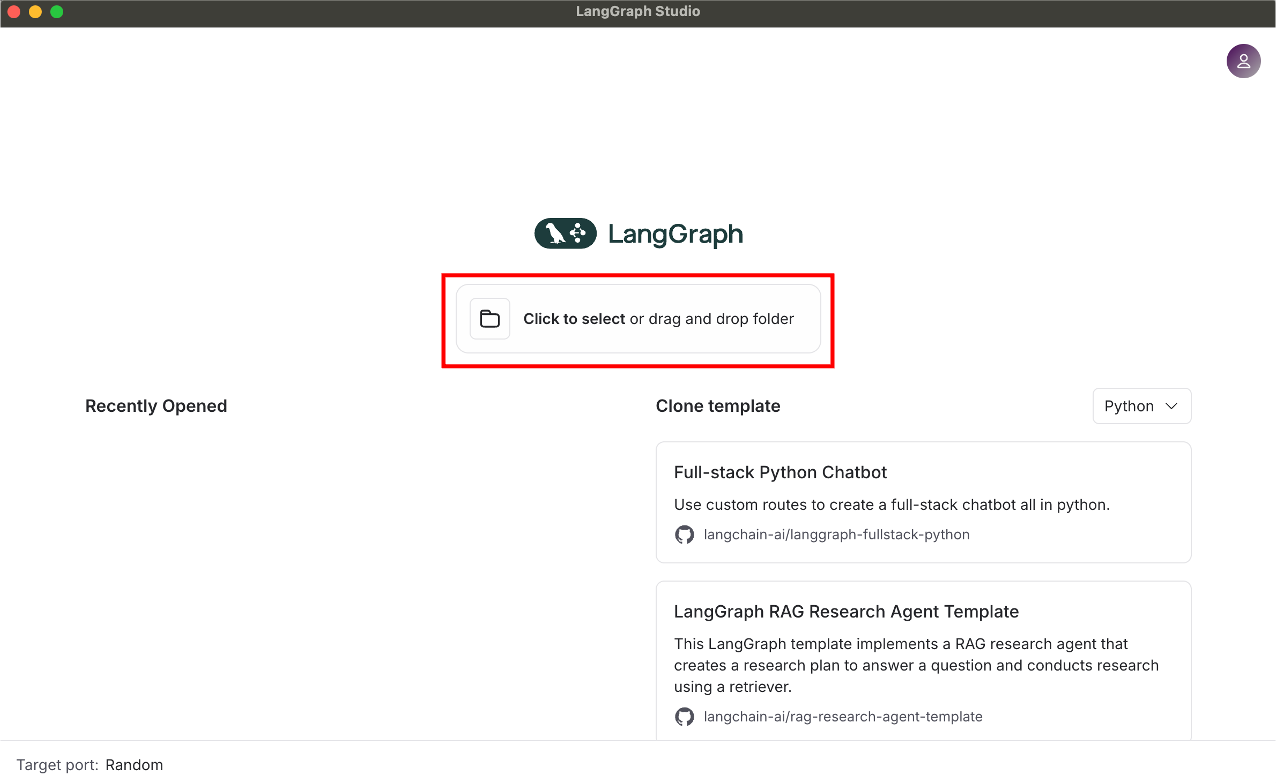 LangGraph Studio
LangGraph
Click to select or drag and drop folder
Recently Opened
Clone template
Python
Full-stack Python Chatbot
Use custom routes to create a full-stack chatbot all in python.
langchain-ai/langgraph-fullstack-python
LangGraph RAG Research Agent Template
This LangGraph template implements a RAG research agent that
creates a research plan to answer a question and conducts research
using a retriever.
langchain-ai/rag-research-agent-template
Target port: Random